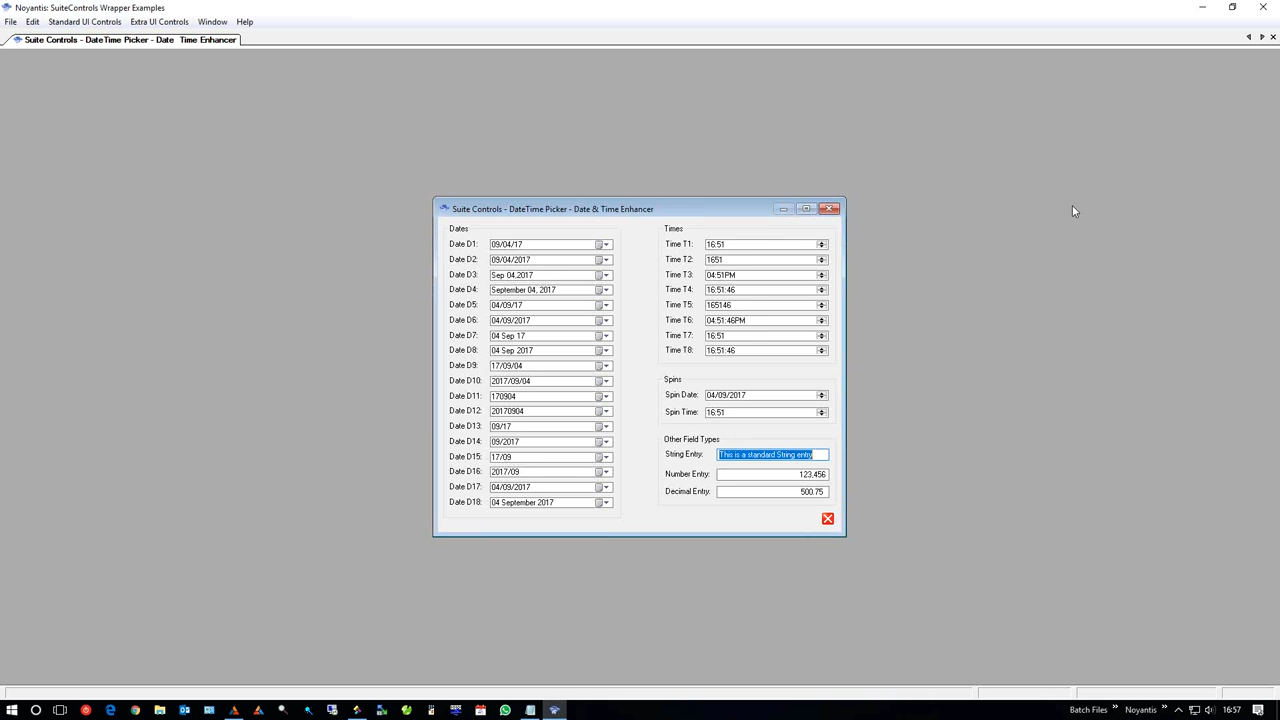 Noyantis: SuiteControls Wrapper Examples
File Edit Standard UI Controls Extra UI Controls Window Help
Suite Controls - DateTime Picker - Date Time Enhancer
Suite Controls - DateTime Picker - Date & Time Enhancer
Dates
Date D1: 09/04/17
Date D2: 09/04/2017
Date D3: Sep 04,2017
Date D4: September 04, 2017
Date D5: 04/09/17
Date D6: 04/09/2017
Date D7: 04 Sep 17
Date D8: 04 Sep 2017
Date D9: 17/09/04
Date D10: 2017/09/04
Date D11: 170904
Date D12: 20170904
Date D13: 09/17
Date D14: 09/2017
Date D15: 17/09
Date D16: 2017/09
Date D17: 04/09/2017
Date D18: 04 September 2017
Times
Time T1: 16:51
Time T2: 1651
Time T3: 04:51PM
Time T4: 16:51:46
Time T5: 165146
Time T6: 04:51:46PM
Time T7: 16:51
Time T8: 16:51:46
Spins
Spin Date: 04/09/2017
Spin Time: 16:51
Other Field Types
String Entry: This is a standard String entry
Number Entry: 123,456
Decimal Entry: 500.75
Batch Files Noyantis 16:57